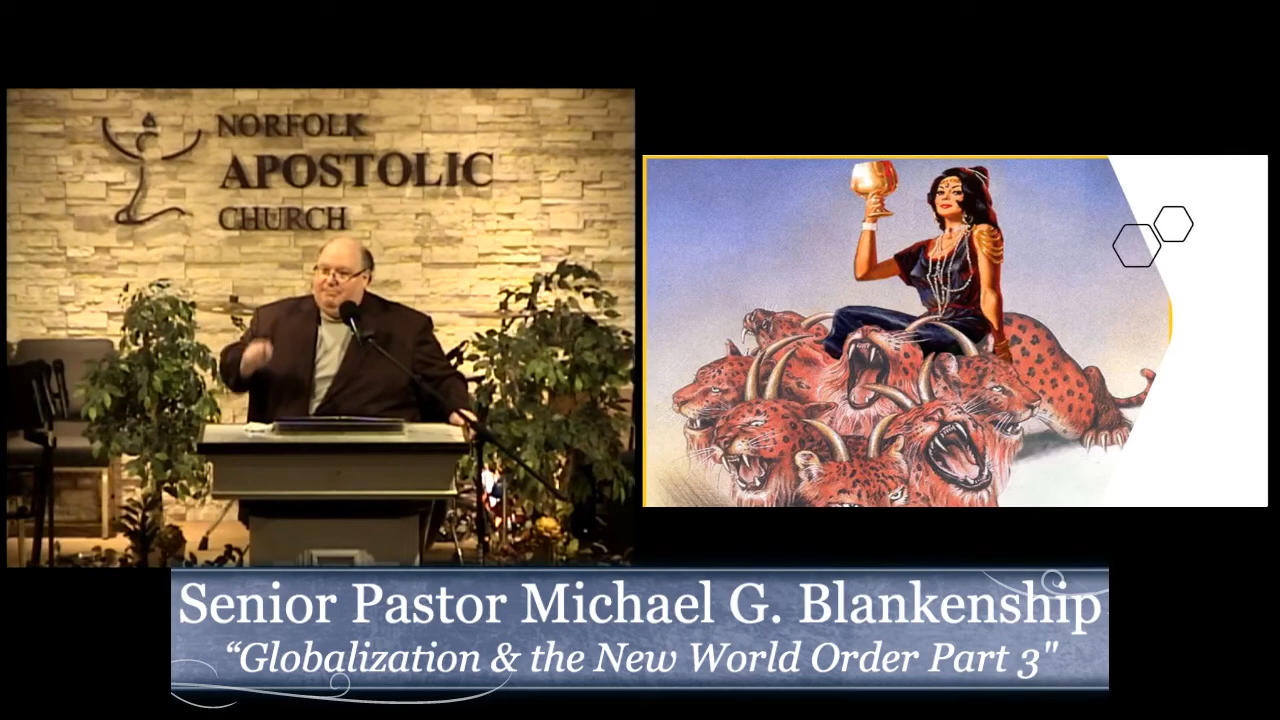 NORFOLK
APOSTOLIC
CHURCH
Senior Pastor Michael G. Blankenship
“Globalization & the New World Order Part 3"